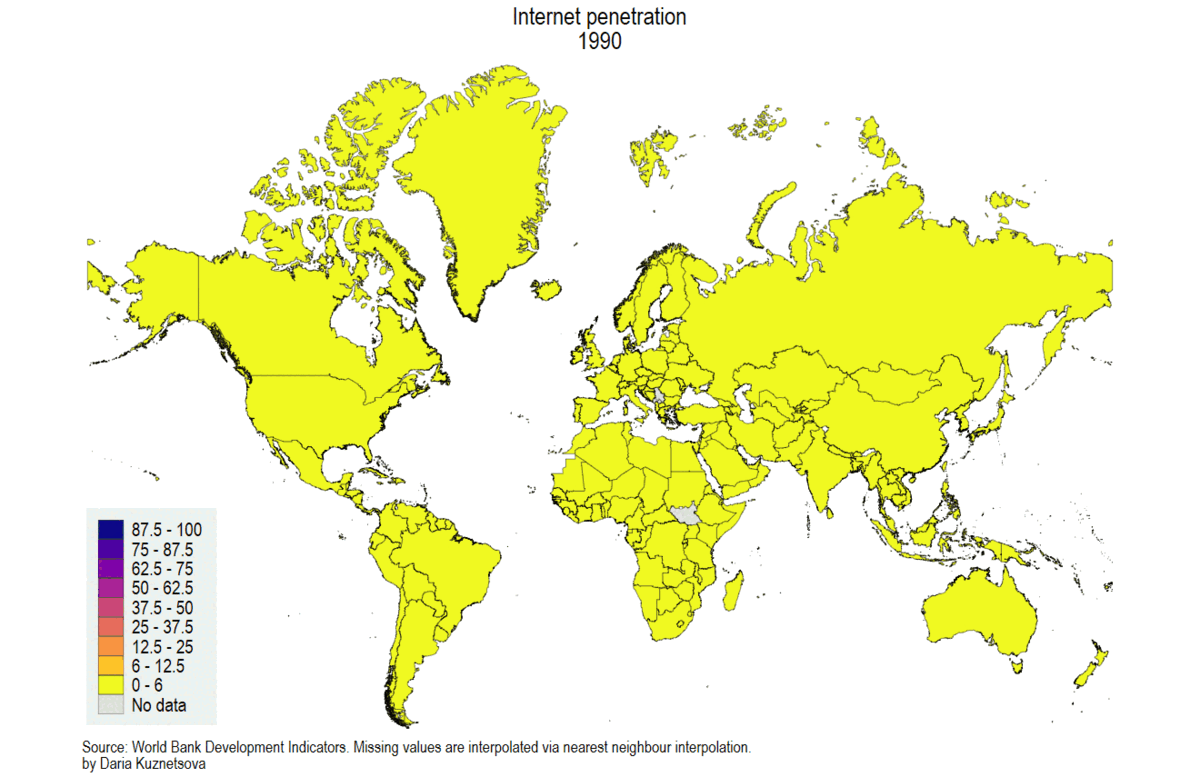 Internet penetration
1990
87.5 - 100
75 - 87.5
62.5 - 75
50 - 62.5
37.5 - 50
25 - 37.5
12.5 - 25
6 - 12.5
0 - 6
No data
Source: World Bank Development Indicators. Missing values are interpolated via nearest neighbour interpolation.
by Daria Kuznetsova